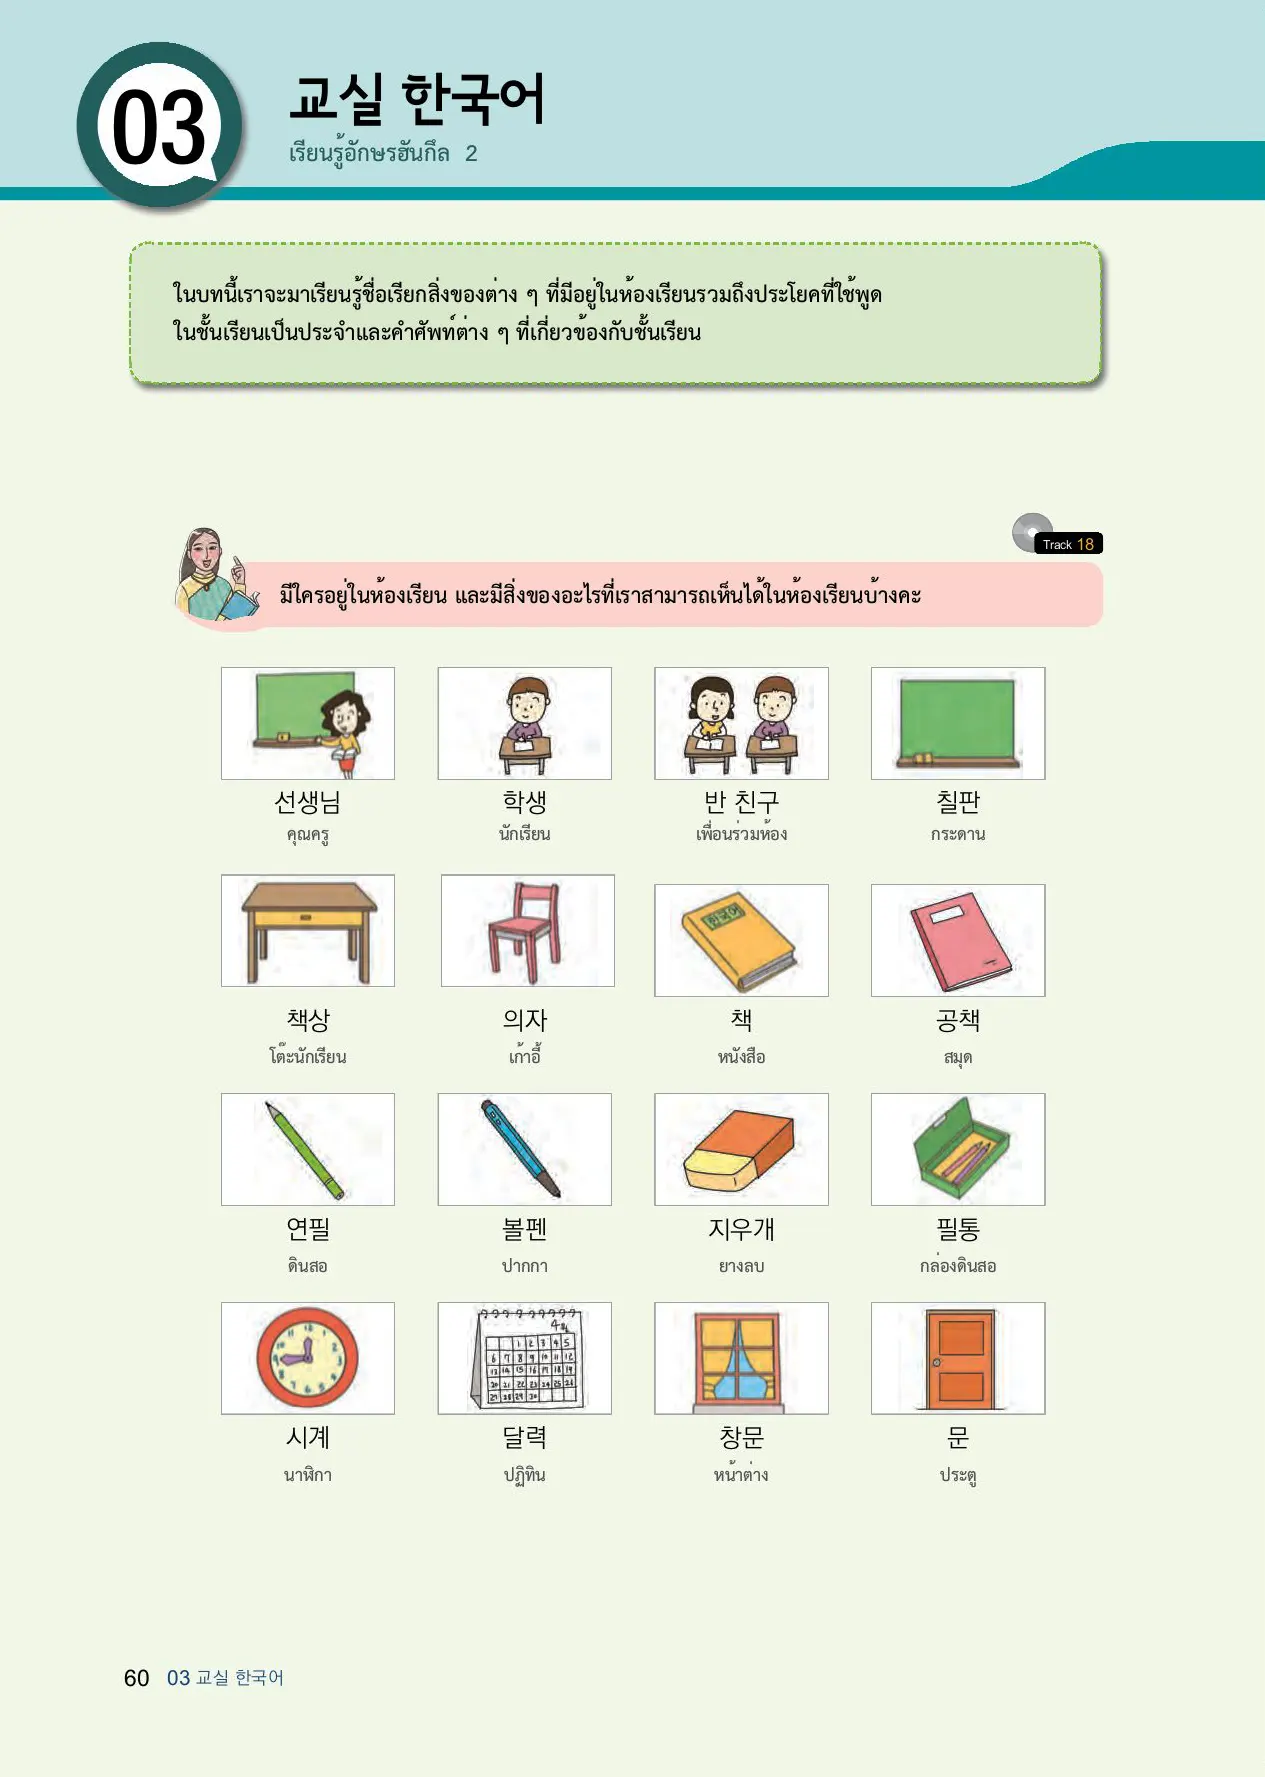 03
교실 한국어
เรียนรู้อักษรฮันกึล 2
ในบทนี้เราจะมาเรียนรู้ชื่อเรียกสิ่งของต่าง ๆ ที่มีอยู่ในห้องเรียนรวมถึงประโยคที่ใช้พูด
ในชั้นเรียนเป็นประจำและคำศัพท์ต่าง ๆ ที่เกี่ยวข้องกับชั้นเรียน
Track 18
มีใครอยู่ในห้องเรียน และมีสิ่งของอะไรที่เราสามารถเห็นได้ในห้องเรียนบ้างคะ
선생님 학생 반 친구 칠판
คุณครู นักเรียน เพื่อนร่วมห้อง กระดาน
한국어
책상 의자 책 공책
โต๊ะนักเรียน เก้าอี้ หนังสือ สมุด
연필 볼펜 지우개 필통
ดินสอ ปากกา ยางลบ กล่องดินสอ
시계 달력 창문 문
นาฬิกา ปฏิทิน หน้าต่าง ประตู
60 03 교실 한국어